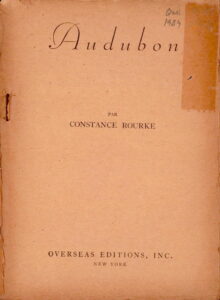 Audubon
PAR
CONSTANCE ROURKE
OVERSEAS EDITIONS, INC.
NEW YORK